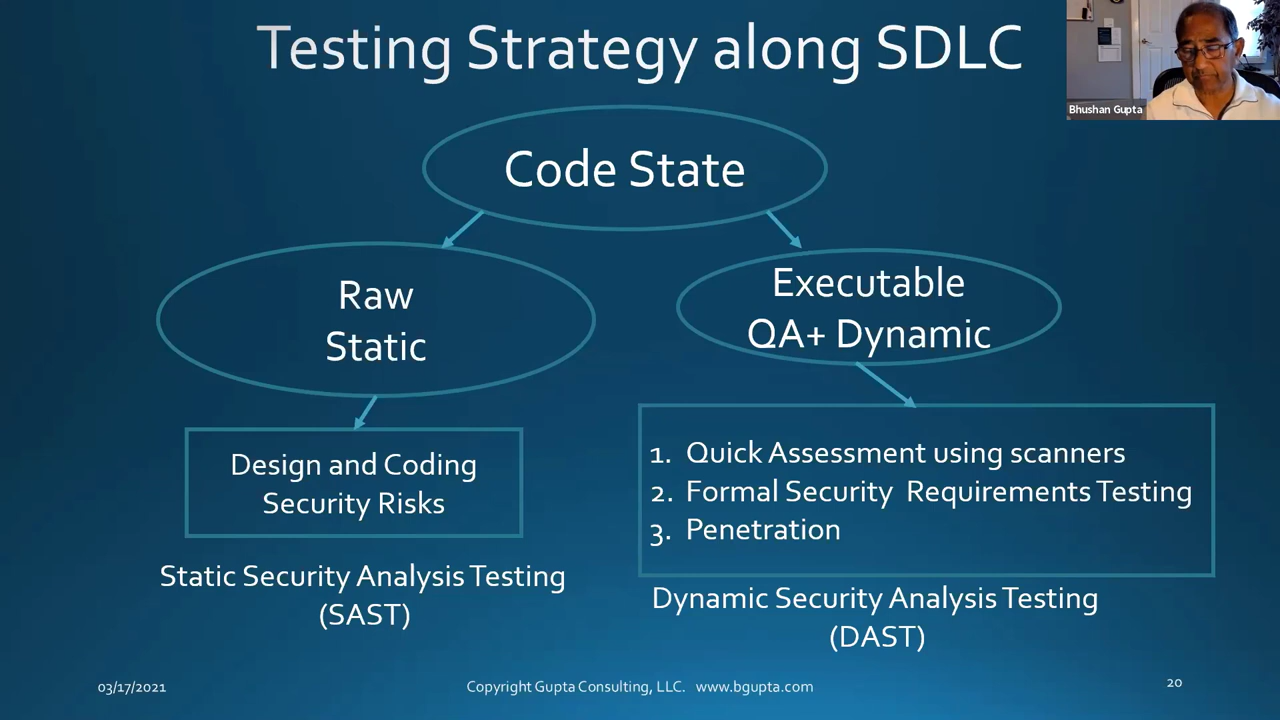 Testing Strategy along SDLC
Bhushan Gupta
Code State
Raw
Static
Executable
QA+ Dynamic
Design and Coding
Security Risks
1. Quick Assessment using scanners
2. Formal Security Requirements Testing
3. Penetration
Static Security Analysis Testing
(SAST)
Dynamic Security Analysis Testing
(DAST)
03/17/2021
Copyright Gupta Consulting, LLC. www.bgupta.com
20